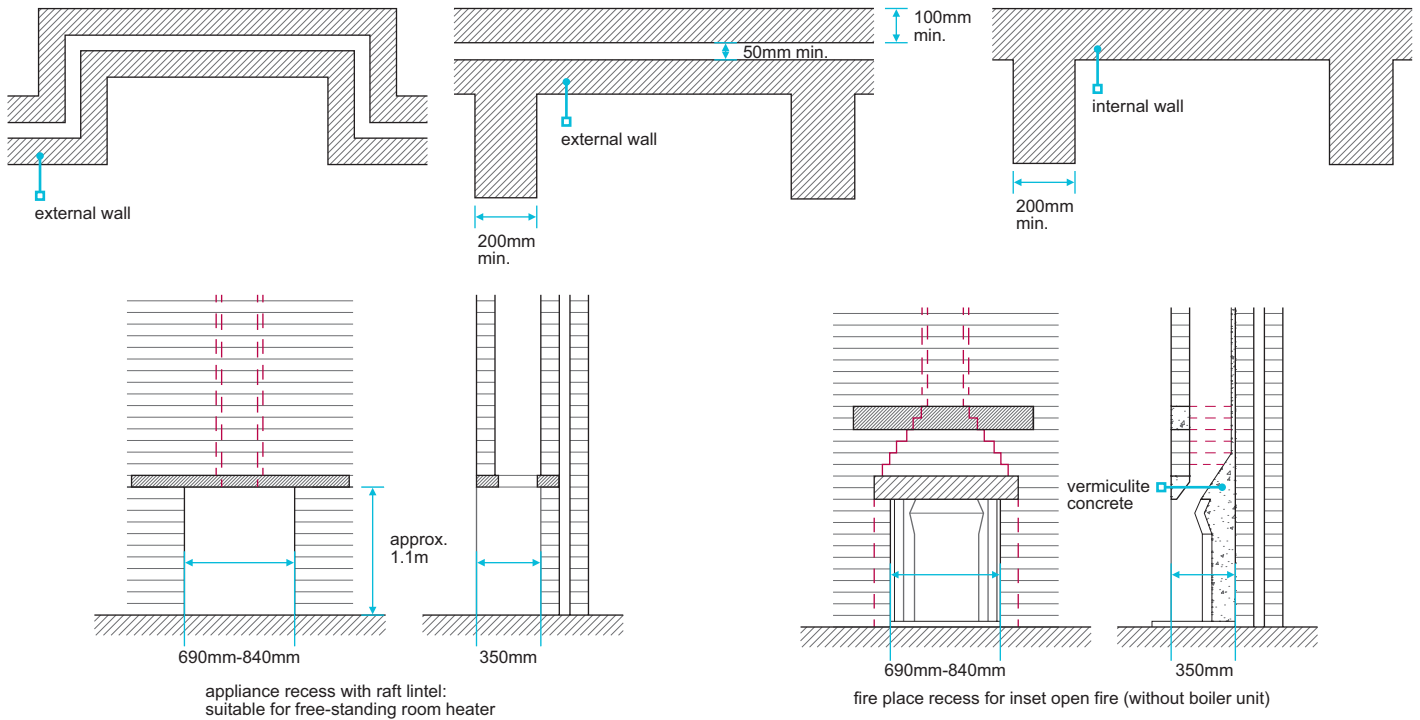 external wall
200mm
min.
external wall
50mm min.
100mm
min.
internal wall
200mm
min.
approx.
1.1m
690mm-840mm
350mm
appliance recess with raft lintel:
suitable for free-standing room heater
vermiculite
concrete
690mm-840mm
350mm
fire place recess for inset open fire (without boiler unit)